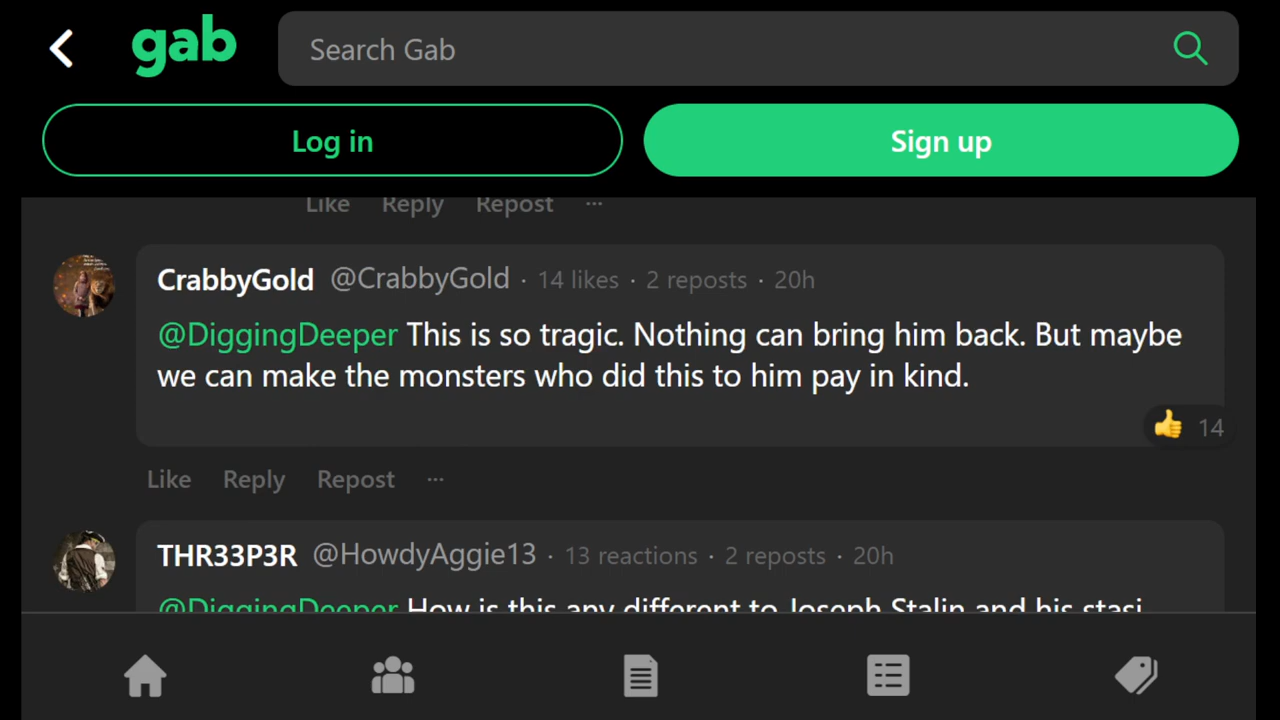 gab
Search Gab
Log in
Sign up
Like Reply Repost ...
CrabbyGold @CrabbyGold · 14 likes · 2 reposts · 20h
@DiggingDeeper This is so tragic. Nothing can bring him back. But maybe
we can make the monsters who did this to him pay in kind.
👍 14
Like Reply Repost ...
THR33P3R @HowdyAggie13 · 13 reactions · 2 reposts · 20h
@DiggingDeeper How is this any different to Joseph Stalin and his stasi